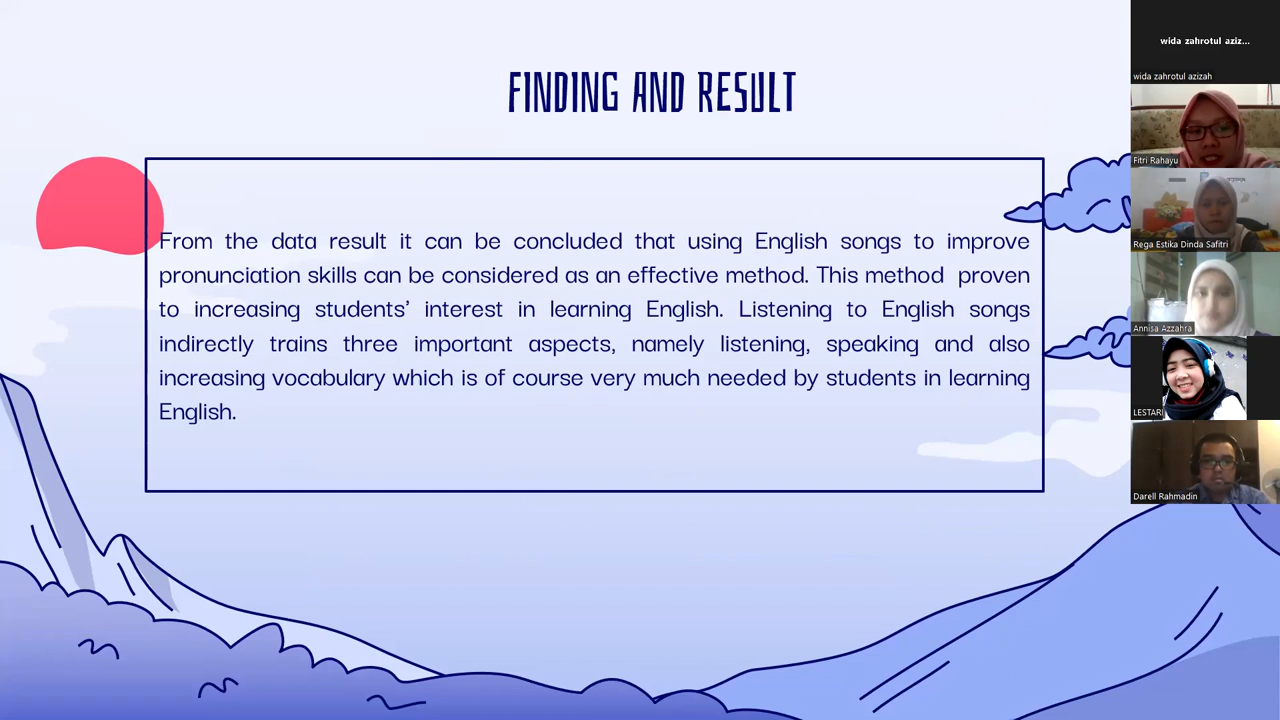 FINDING AND RESULT
From the data result it can be concluded that using English songs to improve
pronunciation skills can be considered as an effective method. This method proven
to increasing students' interest in learning English. Listening to English songs
indirectly trains three important aspects, namely listening, speaking and also
increasing vocabulary which is of course very much needed by students in learning
English.
wida zahrotul aziz...
wida zahrotul azizah
Fitri Rahayu
Rega Estika Dinda Safitri
Annisa Azzahra
LESTARI
Darell Rahmadin